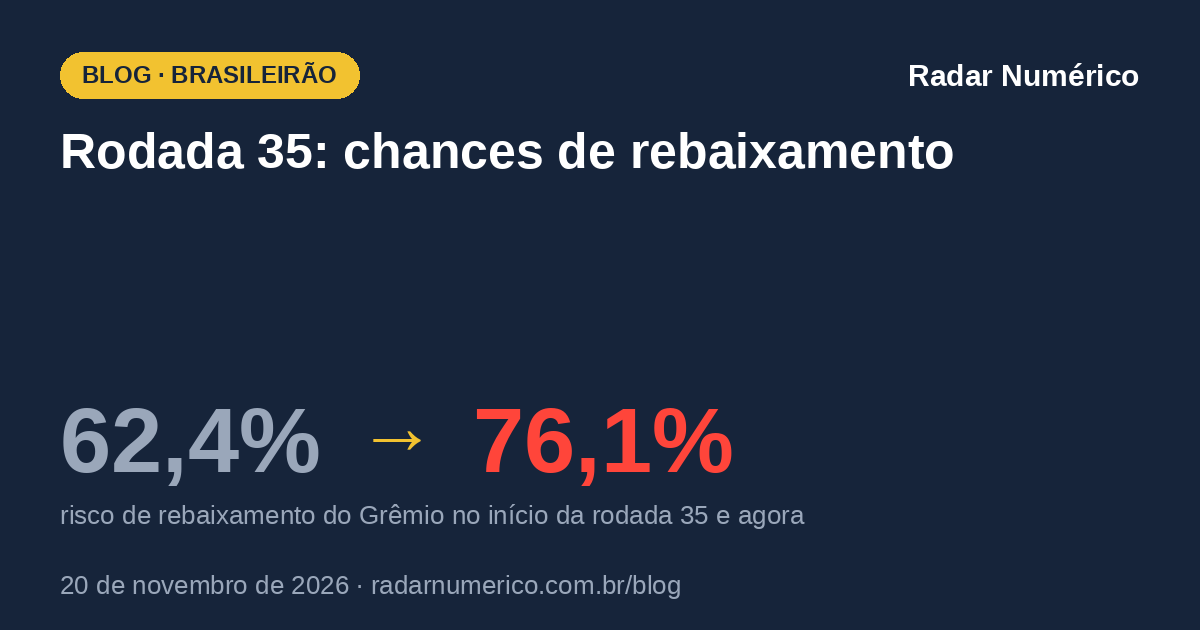 BLOG · BRASILEIRÃO
Radar Numérico
Rodada 35: chances de rebaixamento
62,4% → 76,1%
risco de rebaixamento do Grêmio no início da rodada 35 e agora
20 de novembro de 2026 · radarnumerico.com.br/blog